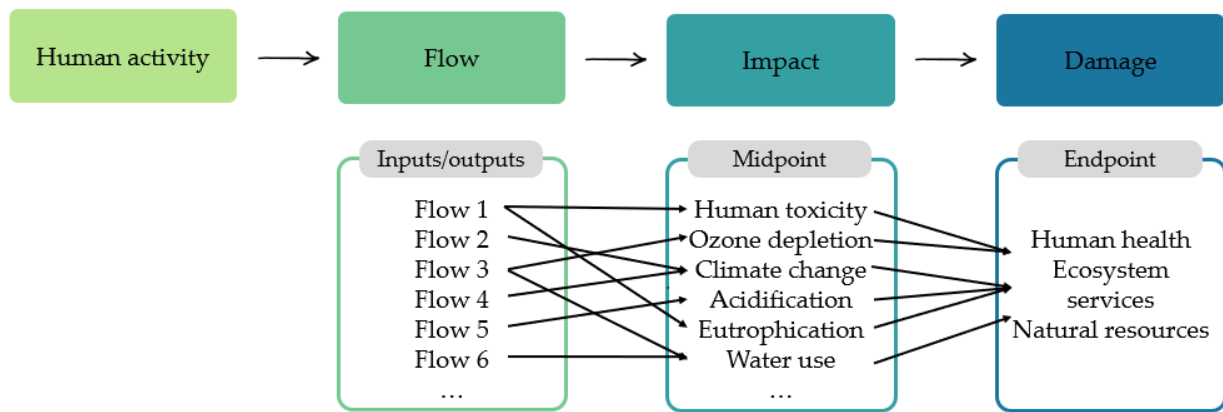 Human activity
Flow
Impact
Damage
Inputs/outputs
Flow 1
Flow 2
Flow 3
Flow 4
Flow 5
Flow 6
...
Midpoint
Human toxicity
Ozone depletion
Climate change
Acidification
Eutrophication
Water use
...
Endpoint
Human health
Ecosystem
services
Natural resources